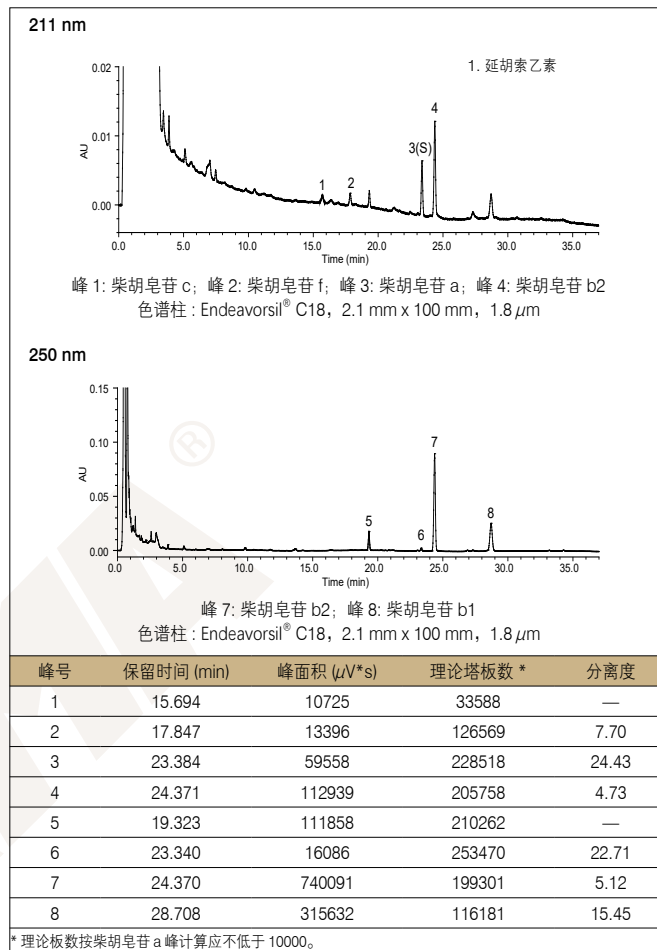 211 nm
1. 延胡索乙素
0.02
0.01
0.00
AU
1
2
3(S)
4
0.0 5.0 10.0 15.0 20.0 25.0 30.0 35.0
Time (min)
峰 1: 柴胡皂苷 c; 峰 2: 柴胡皂苷 f; 峰 3: 柴胡皂苷 a; 峰 4: 柴胡皂苷 b2
色谱柱 : Endeavorsil® C18, 2.1 mm x 100 mm, 1.8 μm
250 nm
0.15
0.10
0.05
0.00
AU
5
6
7
8
0.0 5.0 10.0 15.0 20.0 25.0 30.0 35.0
Time (min)
峰 7: 柴胡皂苷 b2; 峰 8: 柴胡皂苷 b1
色谱柱 : Endeavorsil® C18, 2.1 mm x 100 mm, 1.8 μm
峰号 保留时间 (min) 峰面积 (μV*s) 理论塔板数 * 分离度
1 15.694 10725 33588 —
2 17.847 13396 126569 7.70
3 23.384 59558 228518 24.43
4 24.371 112939 205758 4.73
5 19.323 111858 210262 —
6 23.340 16086 253470 22.71
7 24.370 740091 199301 5.12
8 28.708 315632 116181 15.45
* 理论板数按柴胡皂苷 a 峰计算应不低于 10000。